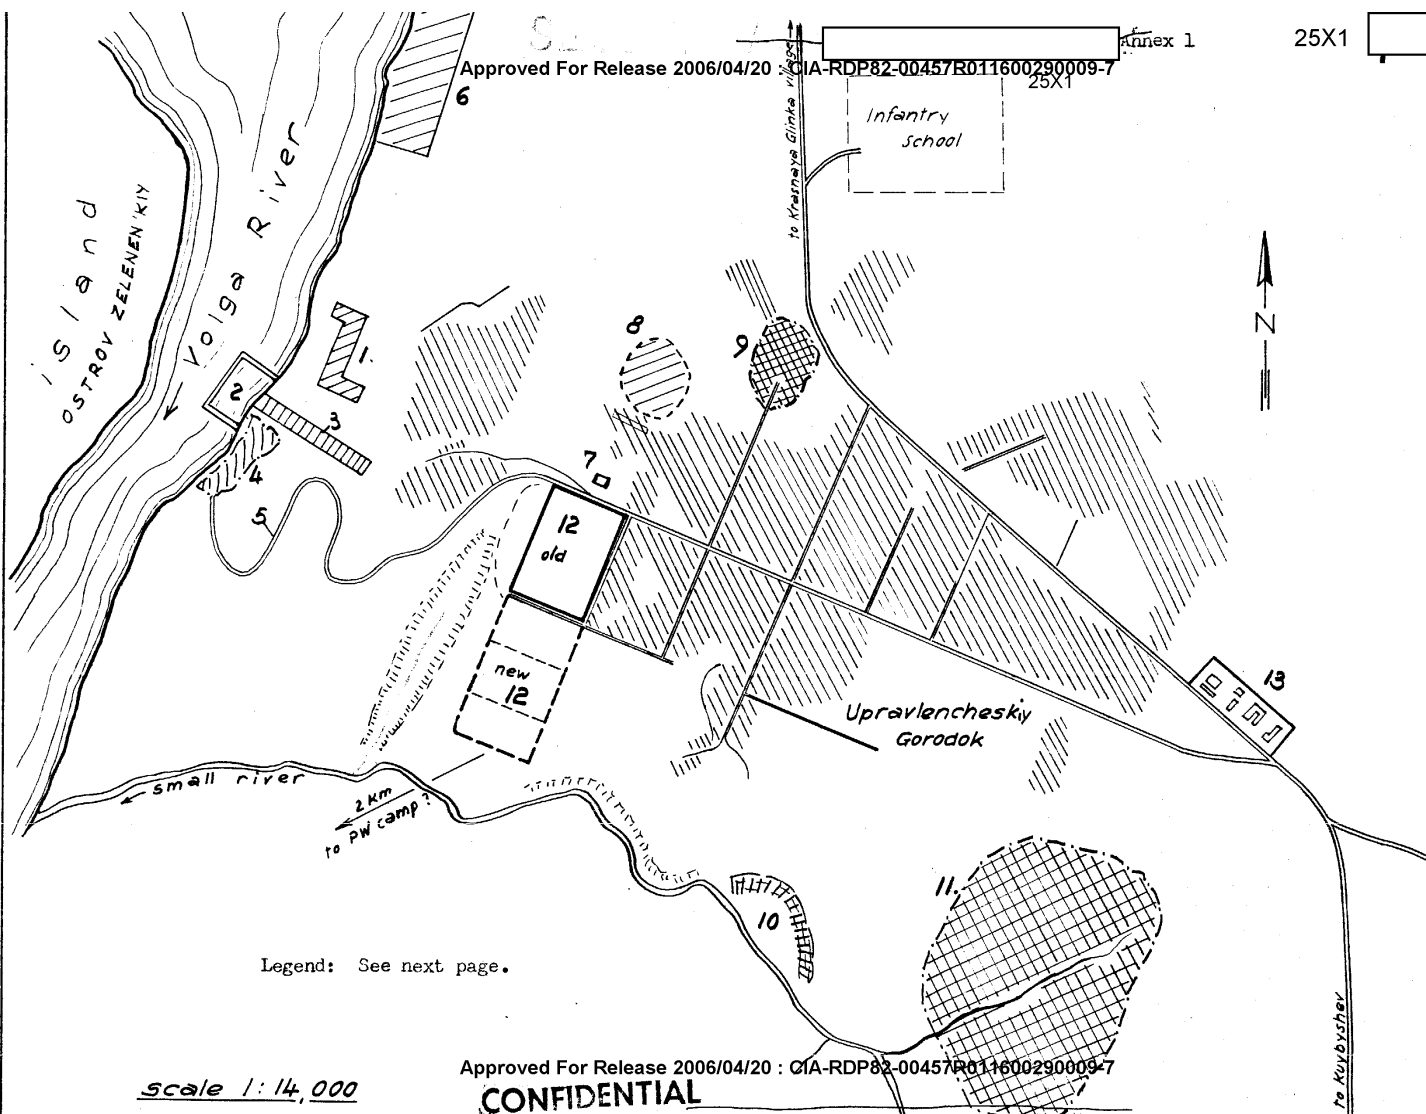 Annex 1
25X1
Approved For Release 2006/04/20 : CIA-RDP82-00457R011600290009-7
25X1
6
Infantry
School
to Krasnaya Glinka village
island
OSTROV ZELENEN'KIY
Volga River
N
1.
2
3
4
5
8
9
7
12
old
new
12
13
Upravlencheskiy
Gorodok
small river
2 km
to PW camp?
11.
10
Legend: See next page.
to Kuybyshev
Approved For Release 2006/04/20 : CIA-RDP82-00457R011600290009-7
scale 1:14,000
CONFIDENTIAL